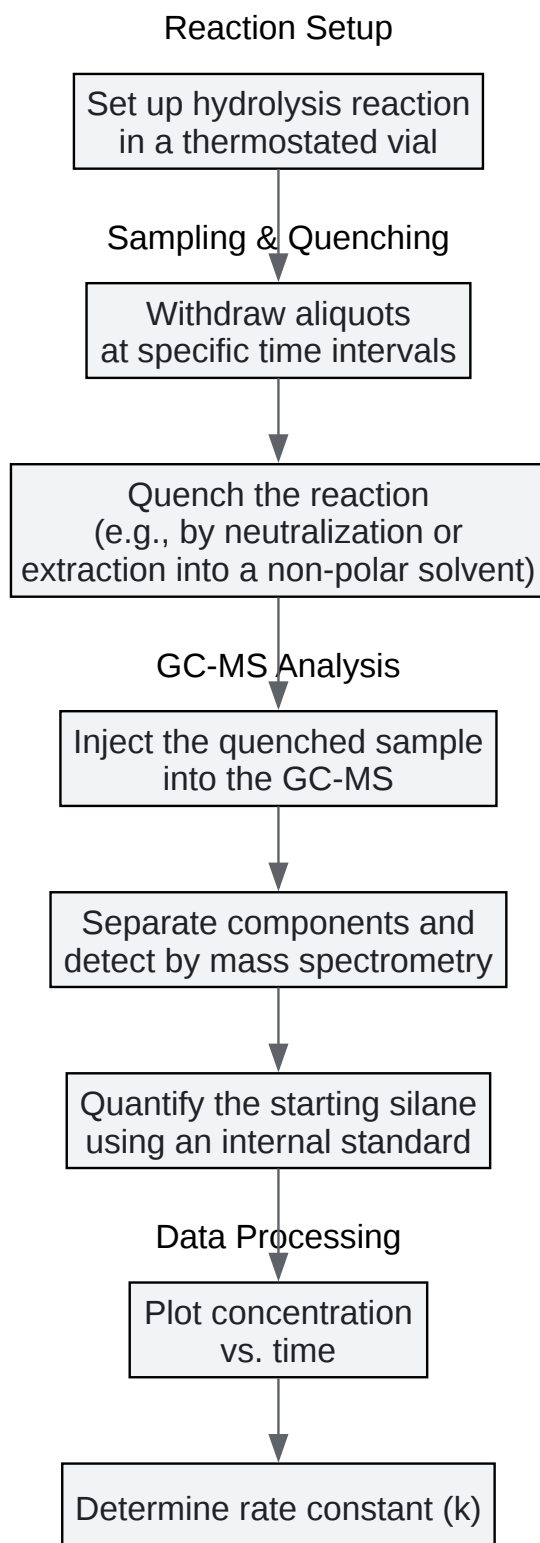 Reaction Setup
Set up hydrolysis reaction
in a thermostated vial
Sampling & Quenching
Withdraw aliquots
at specific time intervals
Quench the reaction
(e.g., by neutralization or
extraction into a non-polar solvent)
GC-MS Analysis
Inject the quenched sample
into the GC-MS
Separate components and
detect by mass spectrometry
Quantify the starting silane
using an internal standard
Data Processing
Plot concentration
vs. time
Determine rate constant (k)